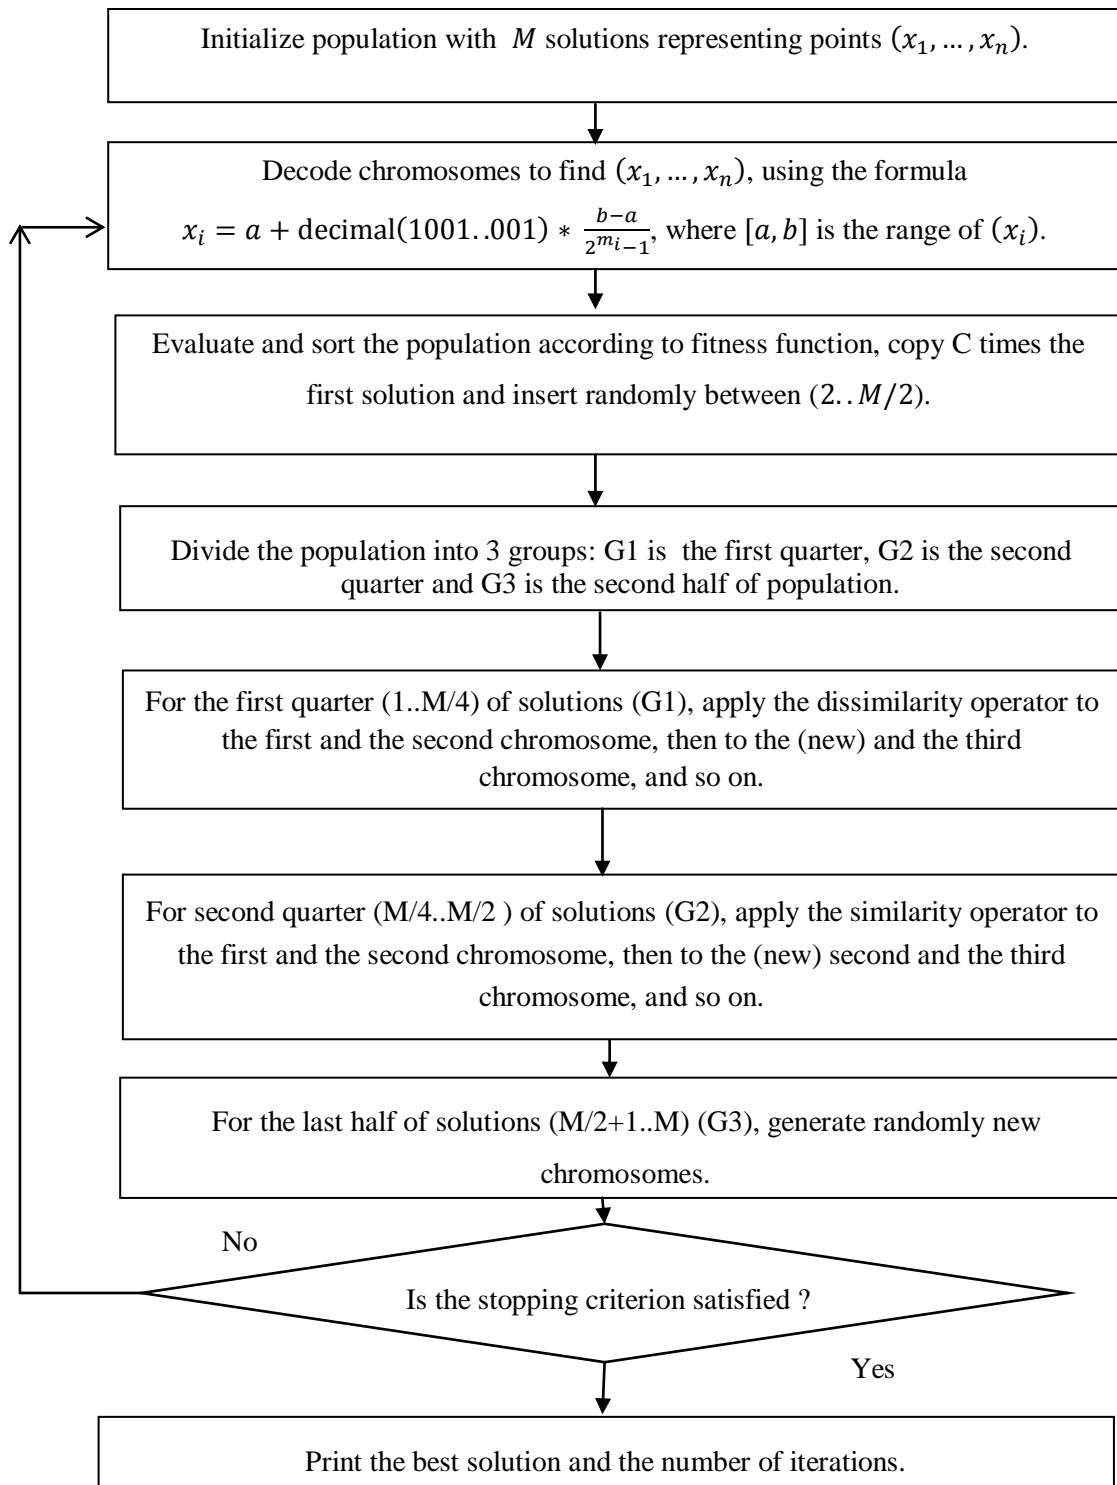 Initialize population with M solutions representing points (x₁, … , xₙ).
Decode chromosomes to find (x₁, … , xₙ), using the formula
xᵢ = a + decimal(1001. .001) ∗ (b−a)/(2^(mᵢ−1)), where [a, b] is the range of (xᵢ).
Evaluate and sort the population according to fitness function, copy C times the
first solution and insert randomly between (2. . M/2).
Divide the population into 3 groups: G1 is the first quarter, G2 is the second
quarter and G3 is the second half of population.
For the first quarter (1..M/4) of solutions (G1), apply the dissimilarity operator to
the first and the second chromosome, then to the (new) and the third
chromosome, and so on.
For second quarter (M/4..M/2 ) of solutions (G2), apply the similarity operator to
the first and the second chromosome, then to the (new) second and the third
chromosome, and so on.
For the last half of solutions (M/2+1..M) (G3), generate randomly new
chromosomes.
No
Is the stopping criterion satisfied ?
Yes
Print the best solution and the number of iterations.